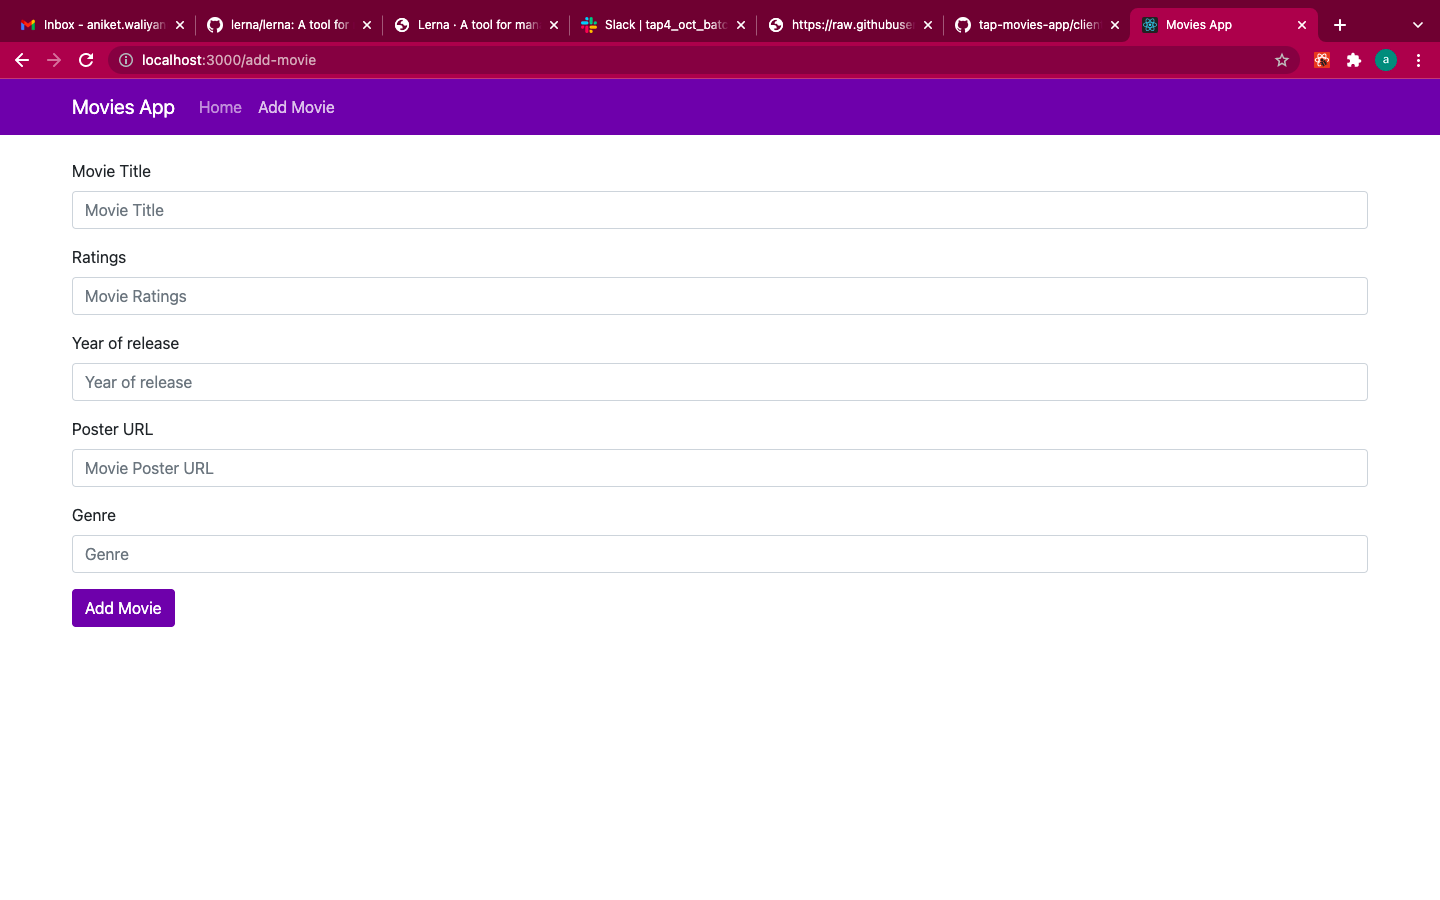 Inbox - aniket.waliyan
lerna/lerna: A tool for
Lerna · A tool for man
Slack | tap4_oct_batc
https://raw.githubuse
tap-movies-app/clien
Movies App
localhost:3000/add-movie
a
Movies App Home Add Movie
Movie Title
Movie Title
Ratings
Movie Ratings
Year of release
Year of release
Poster URL
Movie Poster URL
Genre
Genre
Add Movie